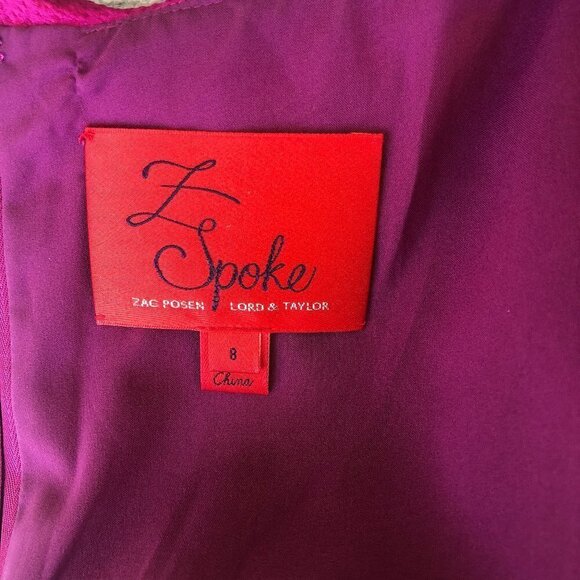 Z
Spoke
ZAC POSEN LORD & TAYLOR
8
China